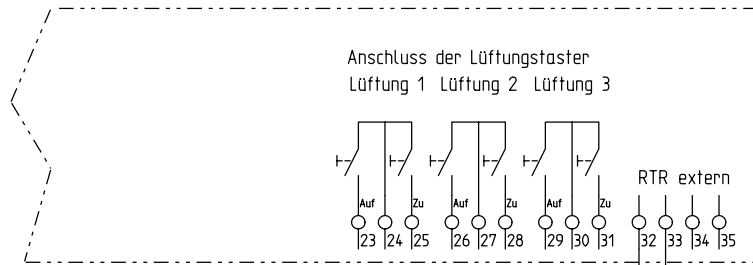 Anschluss der Lüftungstaster
Lüftung 1 Lüftung 2 Lüftung 3
RTR extern
Auf Zu Auf Zu Auf Zu
23 24 25 26 27 28 29 30 31 32 33 34 35